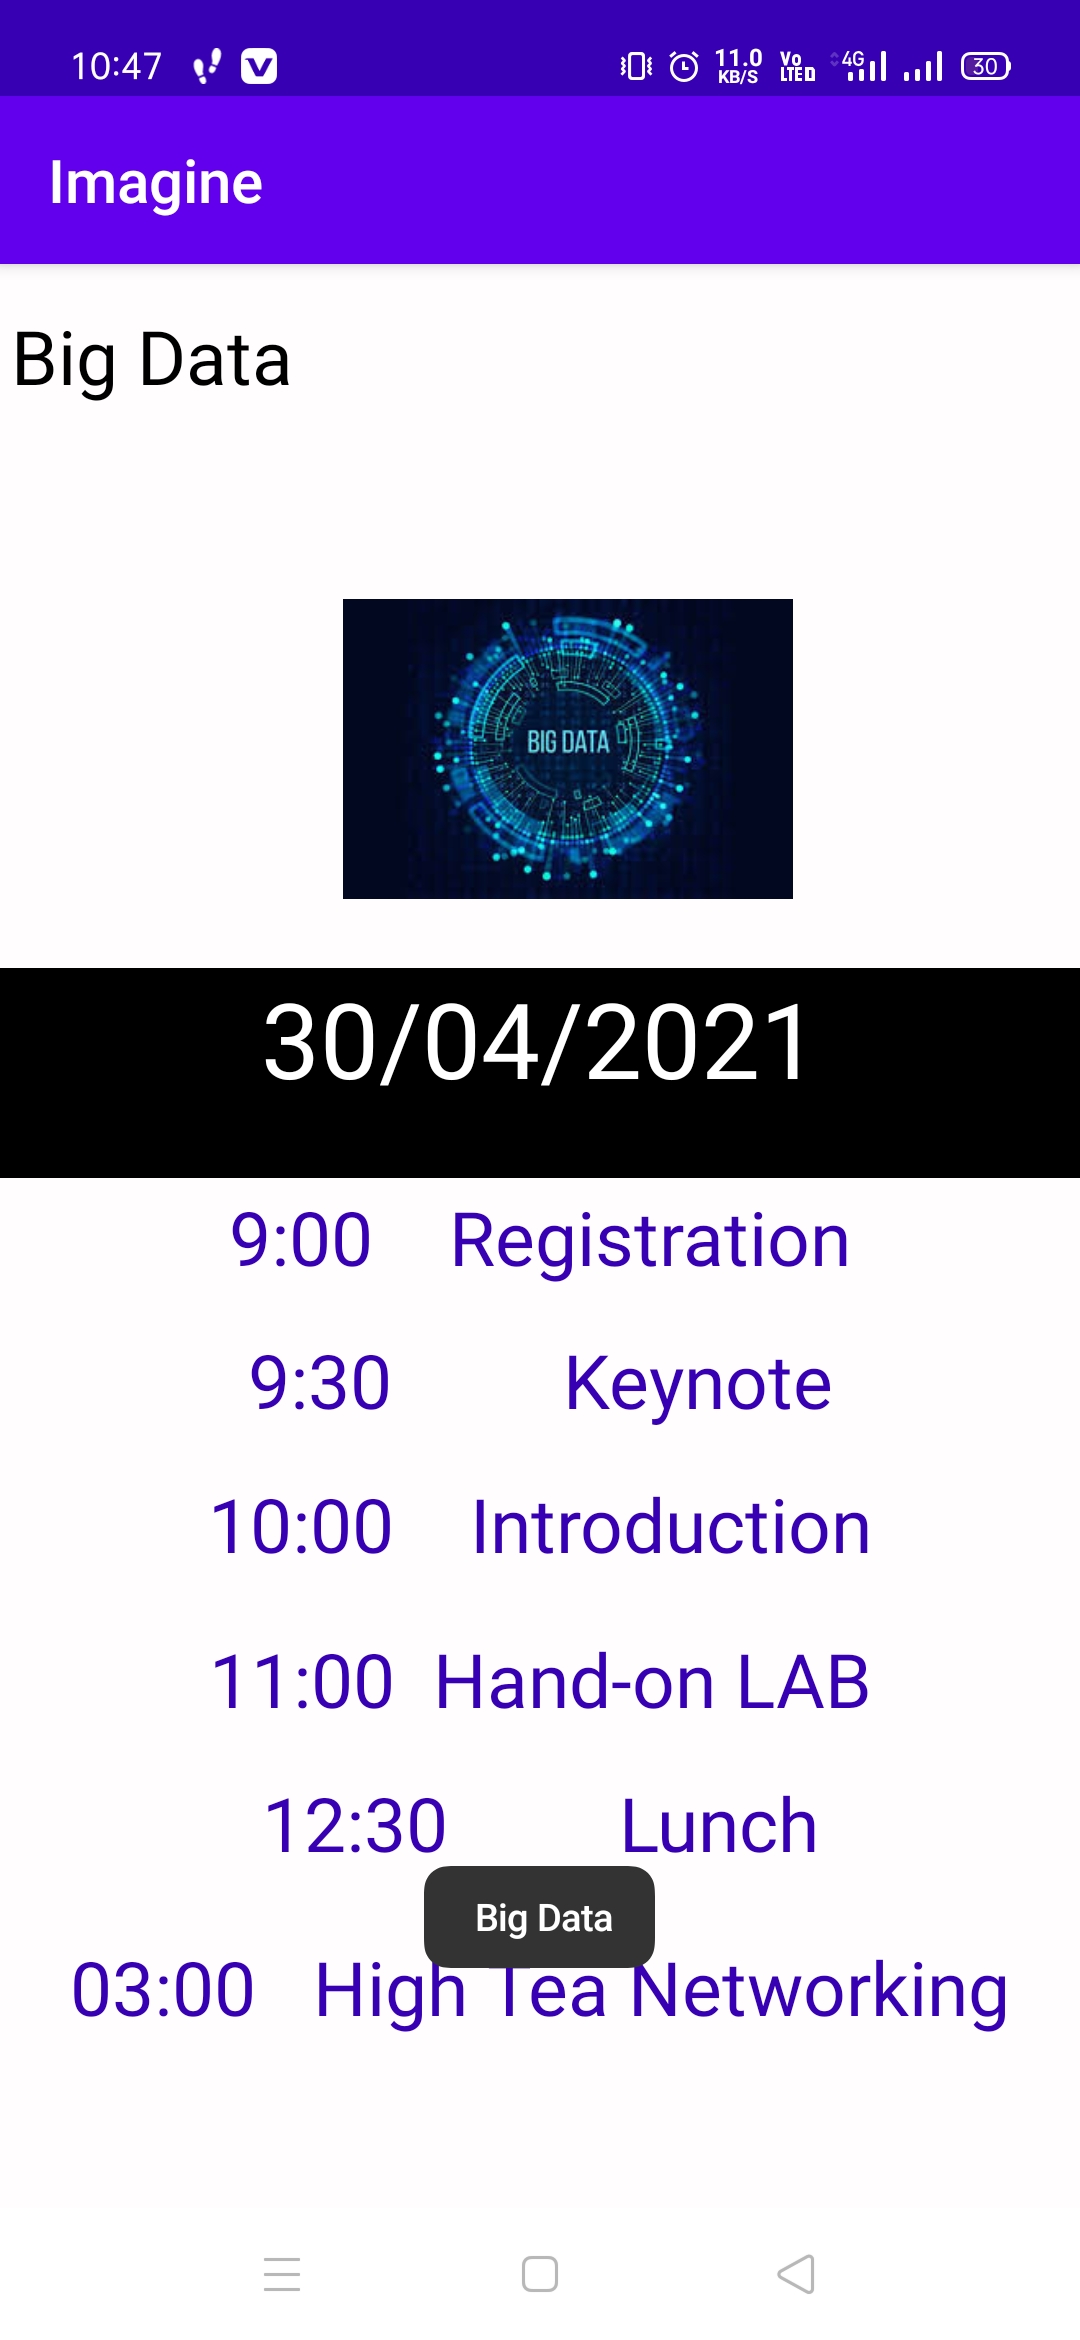 10:47 11.0 KB/S Vo LTE 4G 30
Imagine
Big Data
BIG DATA
30/04/2021
9:00 Registration
9:30 Keynote
10:00 Introduction
11:00 Hand-on LAB
12:30 Lunch
Big Data
03:00 High Tea Networking